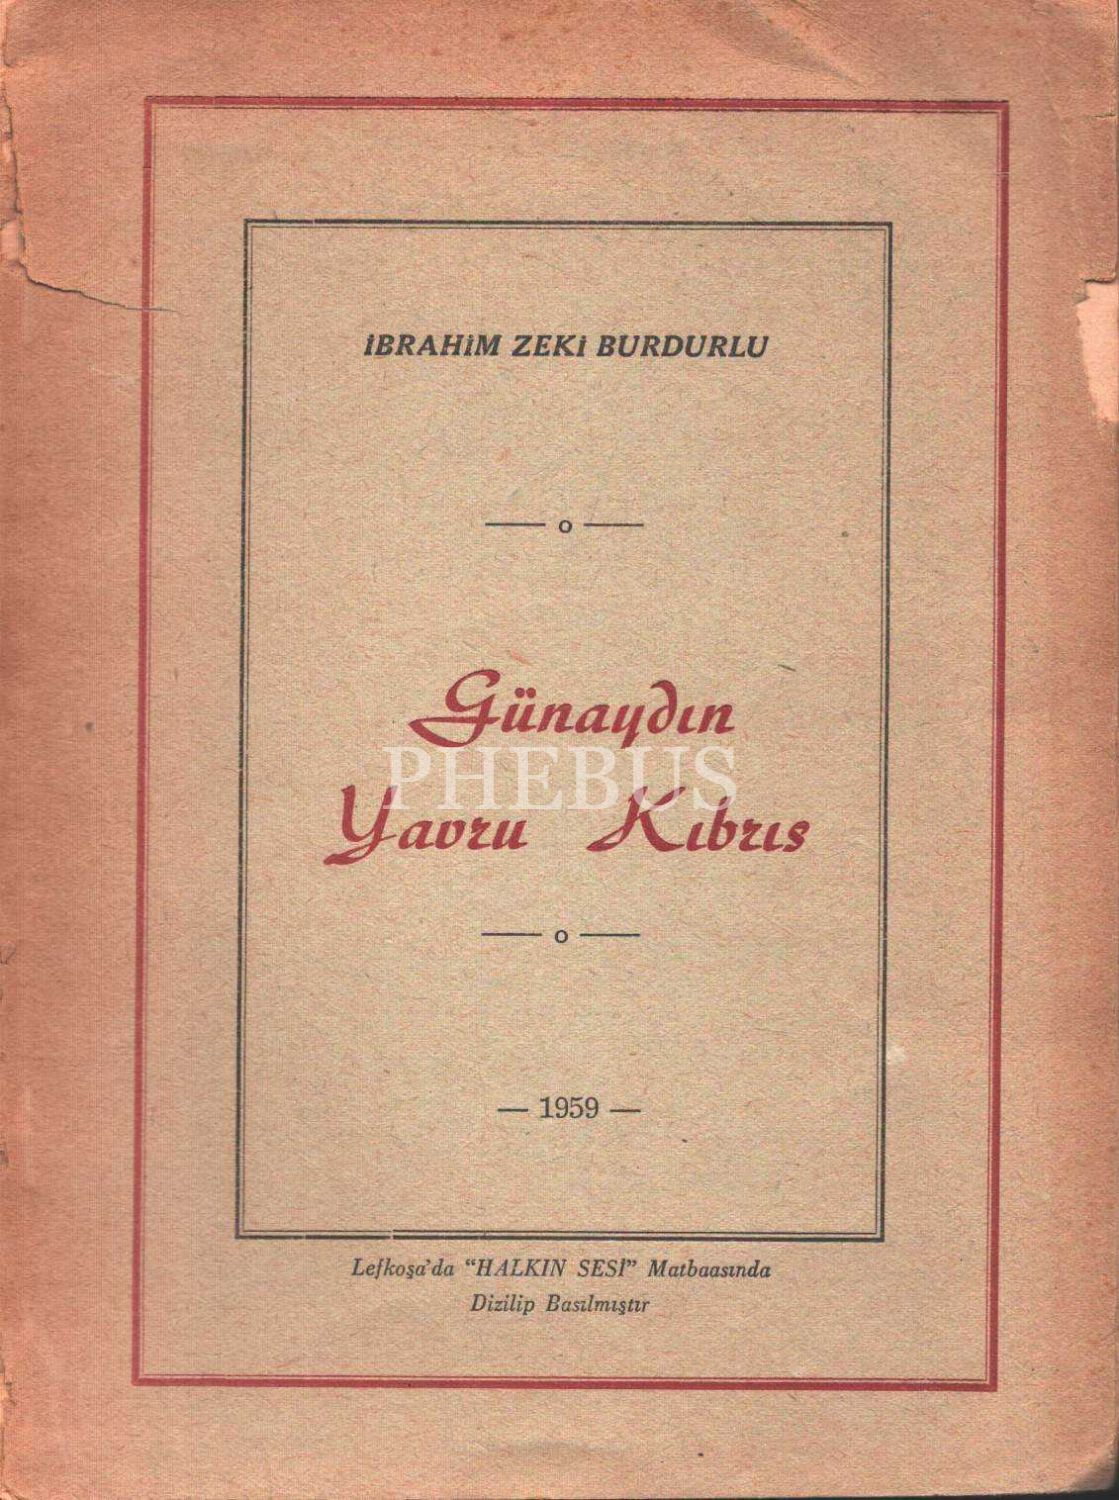 İBRAHİM ZEKİ BURDURLU
— o —
Günaydın
PHEBUS
Yavru Kıbrıs
— o —
— 1959 —
Lefkoşa'da “HALKIN SESİ” Matbaasında
Dizilip Basılmıştır